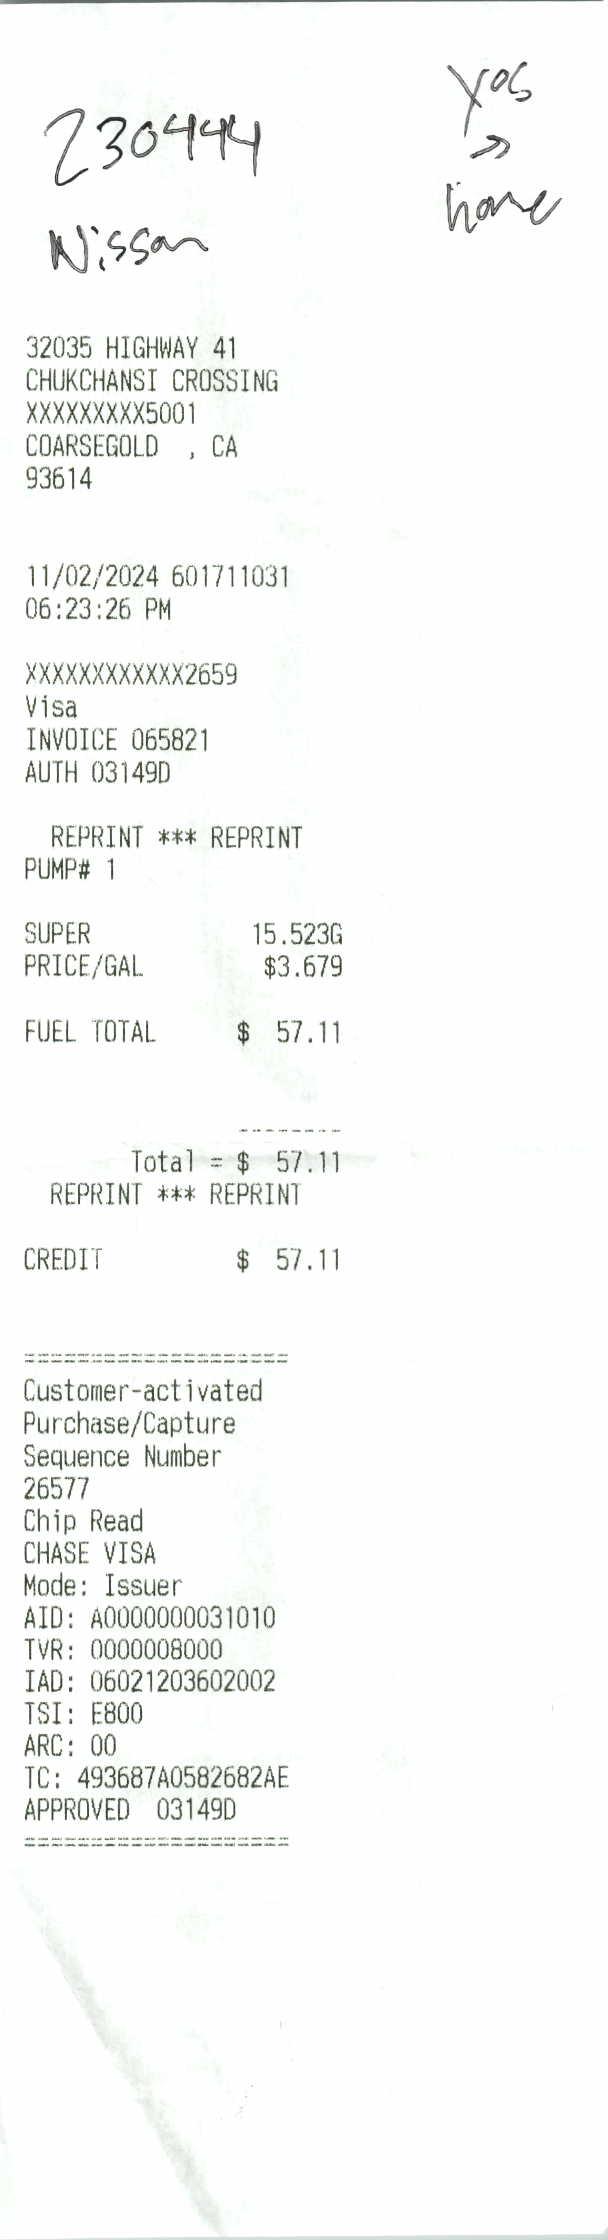 230444
Nissan
Yos
>>
home
32035 HIGHWAY 41
CHUKCHANSI CROSSING
XXXXXXXXX5001
COARSEGOLD , CA
93614
11/02/2024 601711031
06:23:26 PM
XXXXXXXXXXXX2659
Visa
INVOICE 065821
AUTH 03149D
REPRINT *** REPRINT
PUMP# 1
SUPER 15.523G
PRICE/GAL $3.679
FUEL TOTAL $ 57.11
--------
Total = $ 57.11
REPRINT *** REPRINT
CREDIT $ 57.11
====================
Customer-activated
Purchase/Capture
Sequence Number
26577
Chip Read
CHASE VISA
Mode: Issuer
AID: A0000000031010
TVR: 0000008000
IAD: 06021203602002
TSI: E800
ARC: 00
TC: 493687A0582682AE
APPROVED 03149D
====================